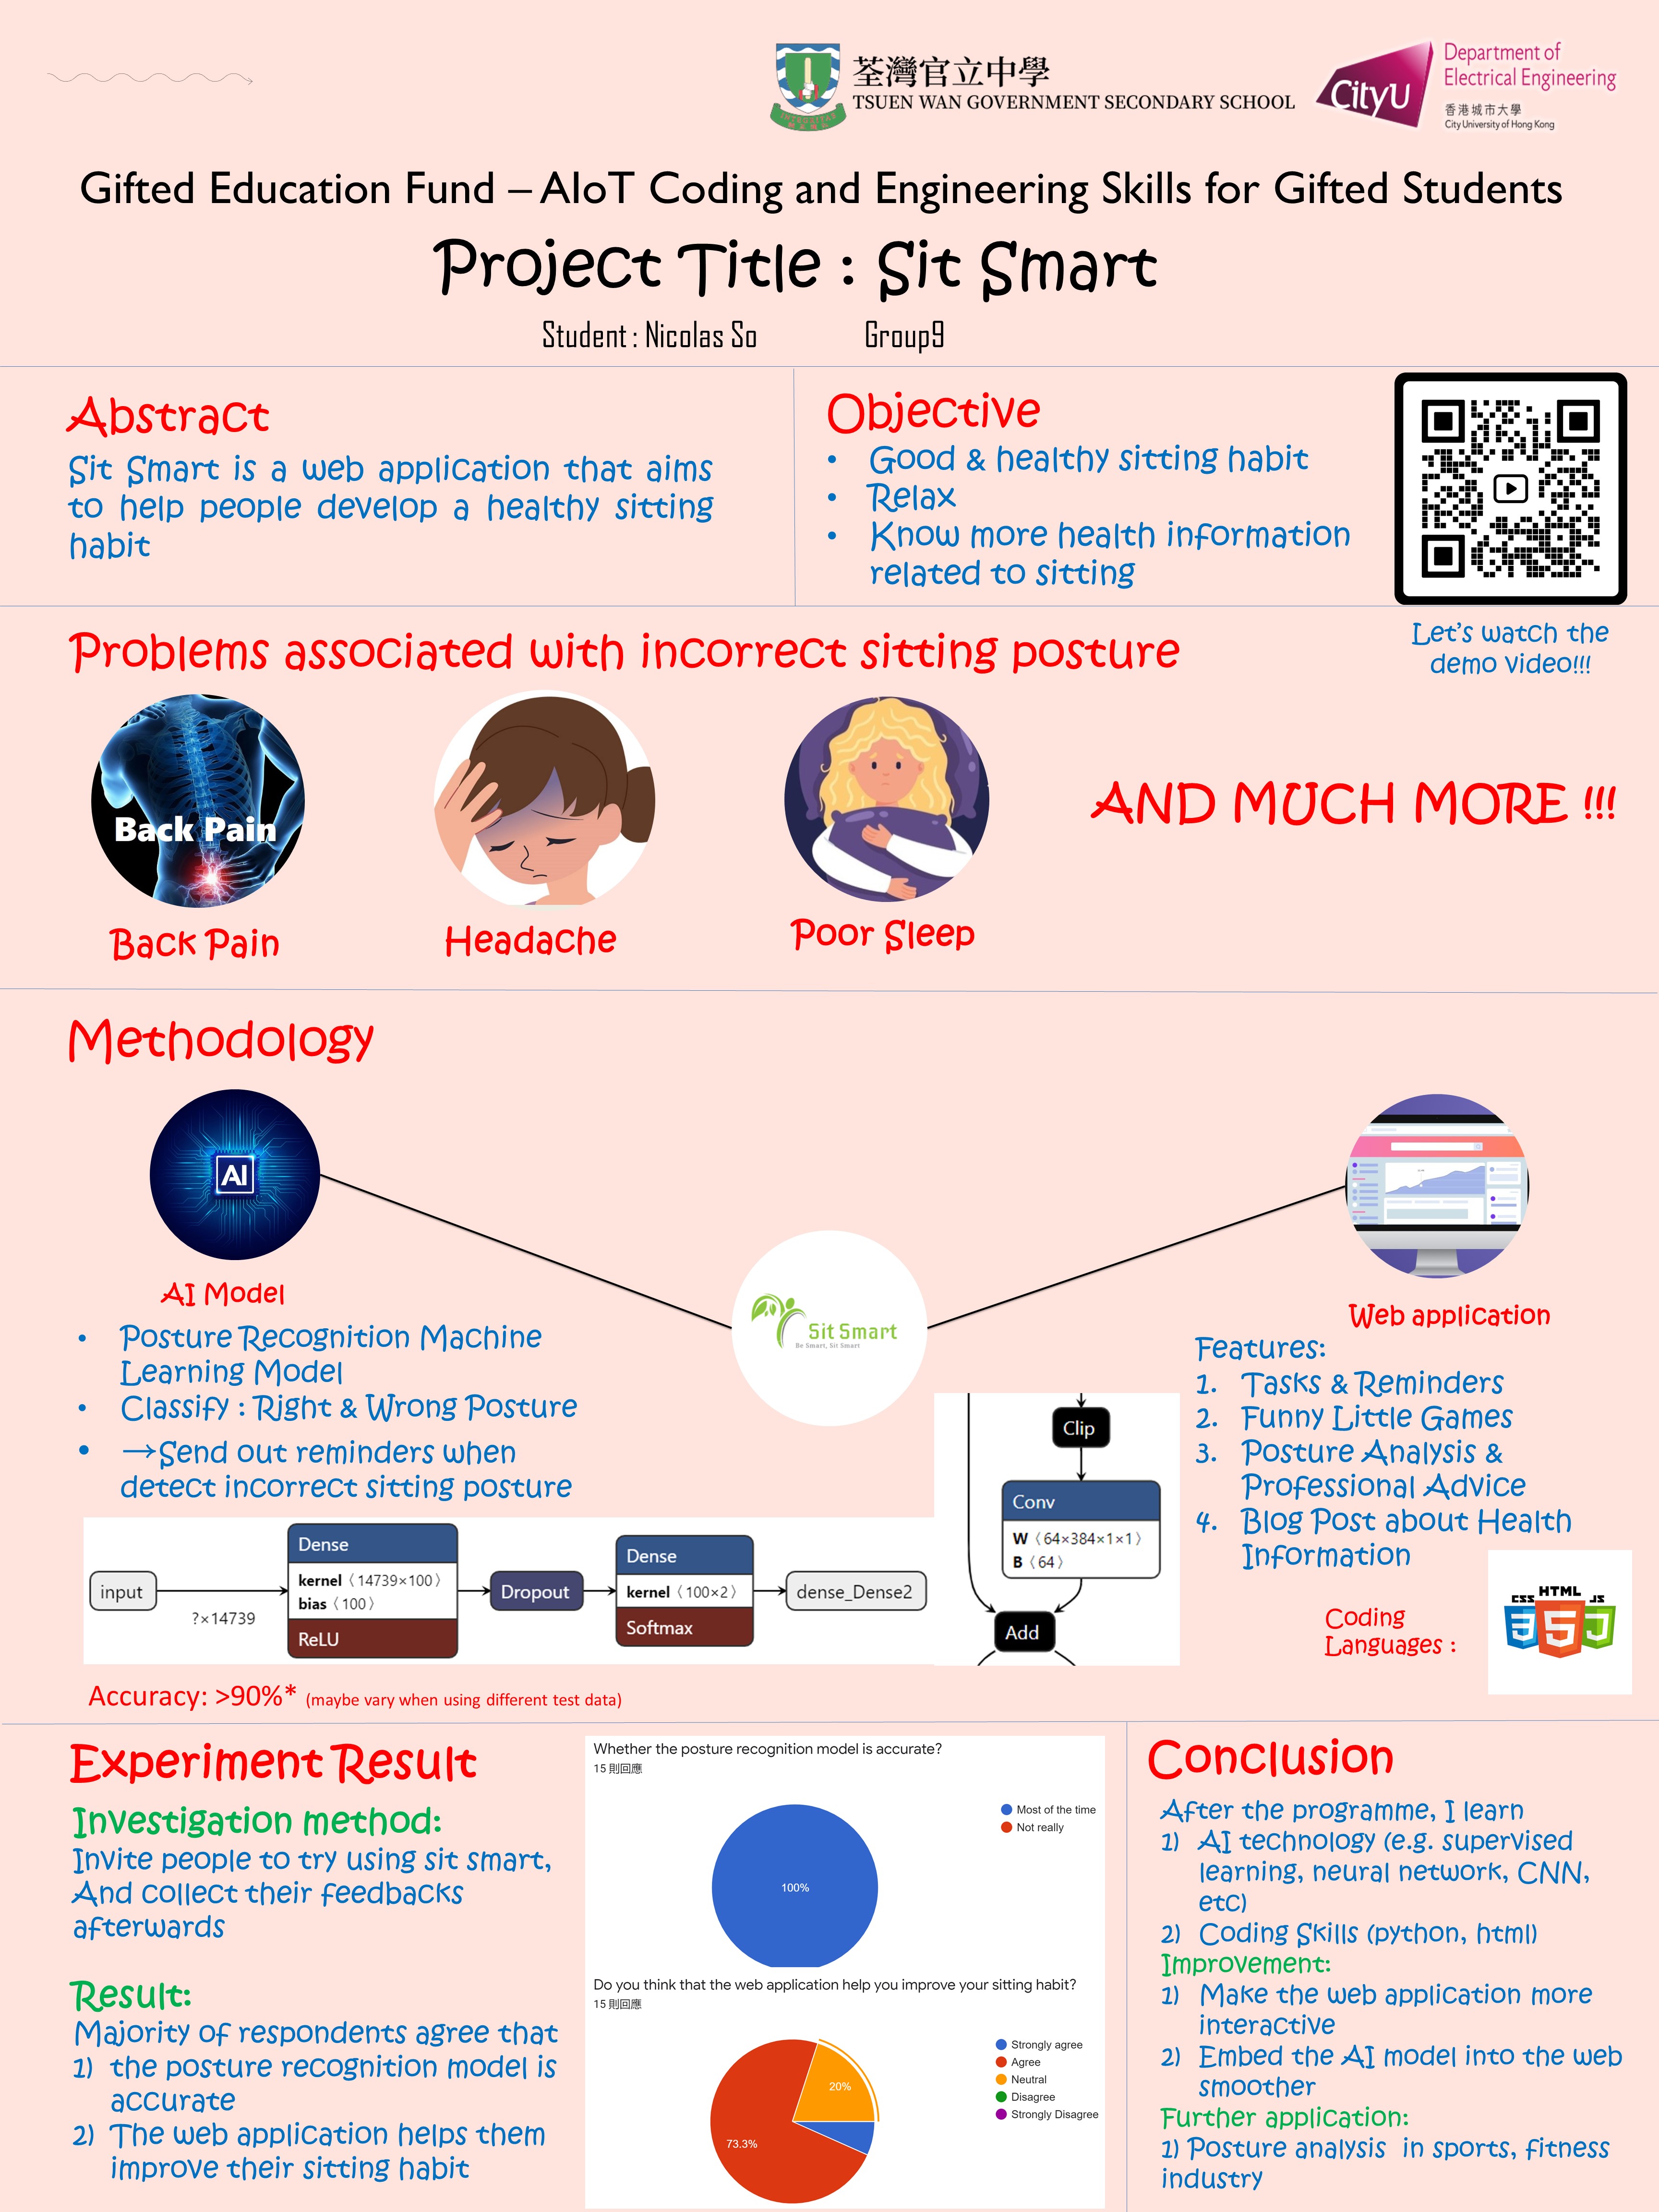 荃灣官立中學
TSUEN WAN GOVERNMENT SECONDARY SCHOOL
CityU
Department of
Electrical Engineering
香港城市大學
City University of Hong Kong
Gifted Education Fund – AIoT Coding and Engineering Skills for Gifted Students
Project Title : Sit Smart
Student : Nicolas So Group9
Abstract
Sit Smart is a web application that aims
to help people develop a healthy sitting
habit
Objective
• Good & healthy sitting habit
• Relax
• Know more health information
related to sitting
Let's watch the
demo video!!!
Problems associated with incorrect sitting posture
Back Pain
Back Pain
Headache
Poor Sleep
AND MUCH MORE !!!
Methodology
AI
AI Model
• Posture Recognition Machine
Learning Model
• Classify : Right & Wrong Posture
• →Send out reminders when
detect incorrect sitting posture
Sit Smart
Be Smart, Sit Smart
Web application
Features:
1. Tasks & Reminders
2. Funny Little Games
3. Posture Analysis &
Professional Advice
4. Blog Post about Health
Information
Coding
Languages :
CSS HTML JS
3 5 J
Clip
Conv
W 〈64×384×1×1〉
B 〈64〉
Add
input
?×14739
Dense
kernel 〈14739×100〉
bias 〈100〉
ReLU
Dropout
Dense
kernel 〈100×2〉
Softmax
dense_Dense2
Accuracy: >90%* (maybe vary when using different test data)
Experiment Result
Investigation method:
Invite people to try using sit smart,
And collect their feedbacks
afterwards
Result:
Majority of respondents agree that
1) the posture recognition model is
accurate
2) The web application helps them
improve their sitting habit
Whether the posture recognition model is accurate?
15 則回應
Most of the time
Not really
100%
Do you think that the web application help you improve your sitting habit?
15 則回應
Strongly agree
Agree
Neutral
Disagree
Strongly Disagree
20%
73.3%
Conclusion
After the programme, I learn
1) AI technology (e.g. supervised
learning, neural network, CNN,
etc)
2) Coding Skills (python, html)
Improvement:
1) Make the web application more
interactive
2) Embed the AI model into the web
smoother
Further application:
1) Posture analysis in sports, fitness
industry